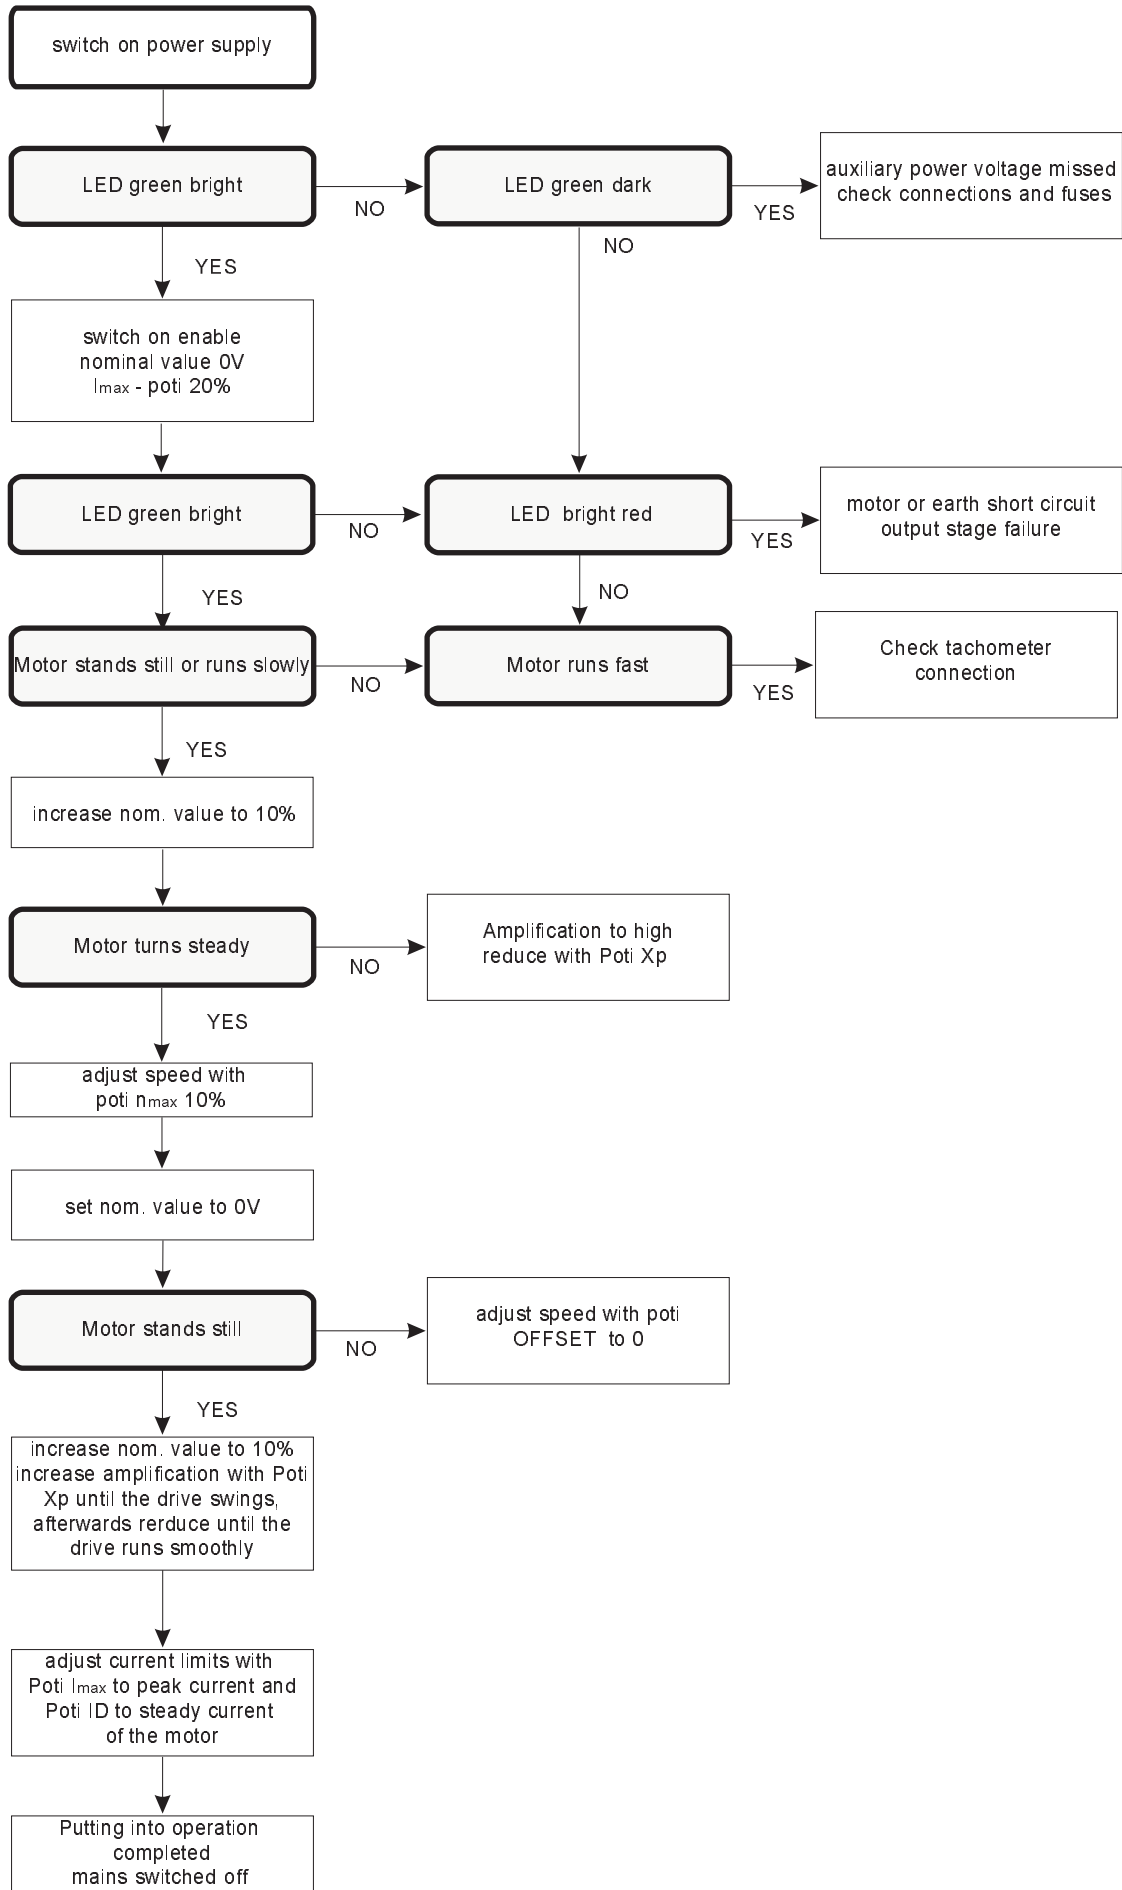 switch on power supply
LED green bright
NO
LED green dark
YES
auxiliary power voltage missed
check connections and fuses
NO
YES
switch on enable
nominal value 0V
Imax - poti 20%
LED green bright
NO
LED bright red
YES
motor or earth short circuit
output stage failure
YES
NO
Motor stands still or runs slowly
NO
Motor runs fast
YES
Check tachometer
connection
YES
increase nom. value to 10%
Motor turns steady
NO
Amplification to high
reduce with Poti Xp
YES
adjust speed with
poti nmax 10%
set nom. value to 0V
Motor stands still
NO
adjust speed with poti
OFFSET to 0
YES
increase nom. value to 10%
increase amplification with Poti
Xp until the drive swings,
afterwards rerduce until the
drive runs smoothly
adjust current limits with
Poti Imax to peak current and
Poti ID to steady current
of the motor
Putting into operation
completed
mains switched off